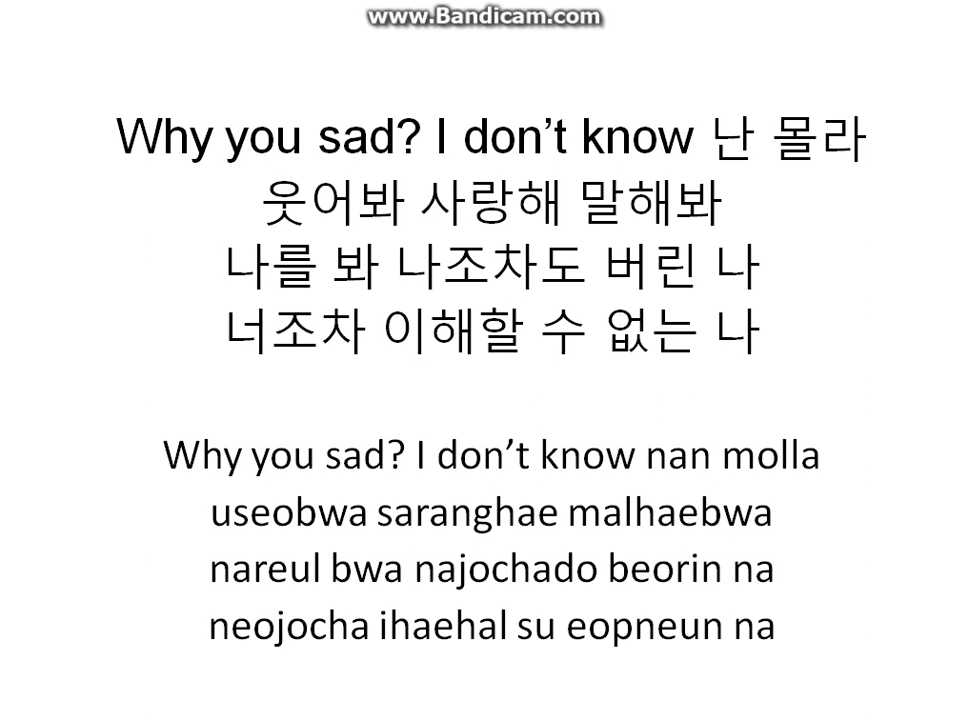 www.Bandicam.com
Why you sad? I don't know 난 몰라
웃어봐 사랑해 말해봐
나를 봐 나조차도 버린 나
너조차 이해할 수 없는 나
Why you sad? I don't know nan molla
useobwa saranghae malhaebwa
nareul bwa najochado beorin na
neojocha ihaehal su eopneun na